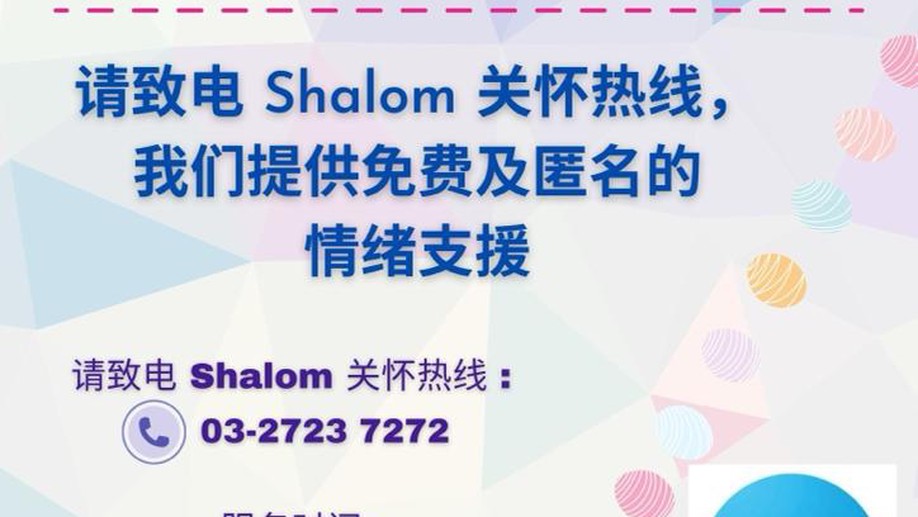 请致电 Shalom 关怀热线，
我们提供免费及匿名的
情绪支援
请致电 Shalom 关怀热线：
03-2723 7272